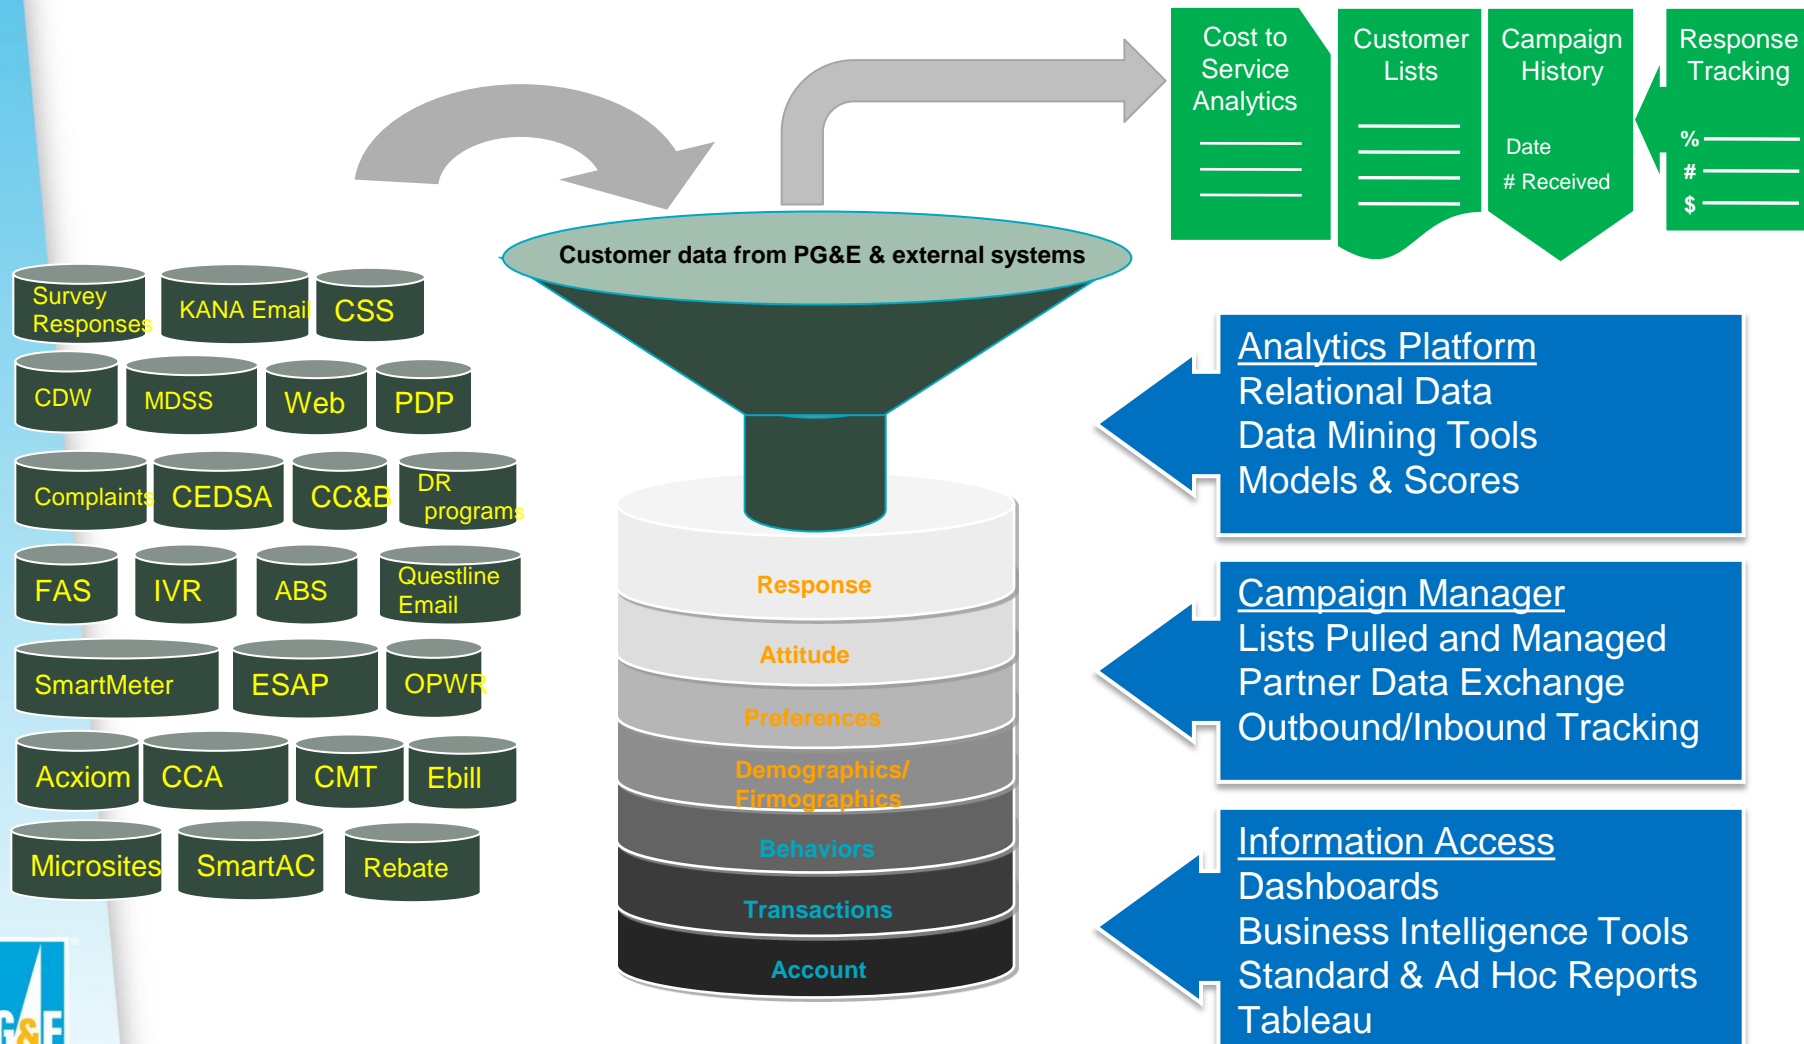 Cost to
Service
Analytics
Customer
Lists
Campaign
History
Date
# Received
Response
Tracking
%
#
$
Customer data from PG&E & external systems
Survey
Responses
KANA Email
CSS
CDW
MDSS
Web
PDP
Complaints
CEDSA
CC&B
DR
programs
FAS
IVR
ABS
Questline
Email
SmartMeter
ESAP
OPWR
Acxiom
CCA
CMT
Ebill
Microsites
SmartAC
Rebate
Response
Attitude
Preferences
Demographics/
Firmographics
Behaviors
Transactions
Account
Analytics Platform
Relational Data
Data Mining Tools
Models & Scores
Campaign Manager
Lists Pulled and Managed
Partner Data Exchange
Outbound/Inbound Tracking
Information Access
Dashboards
Business Intelligence Tools
Standard & Ad Hoc Reports
Tableau
G&E